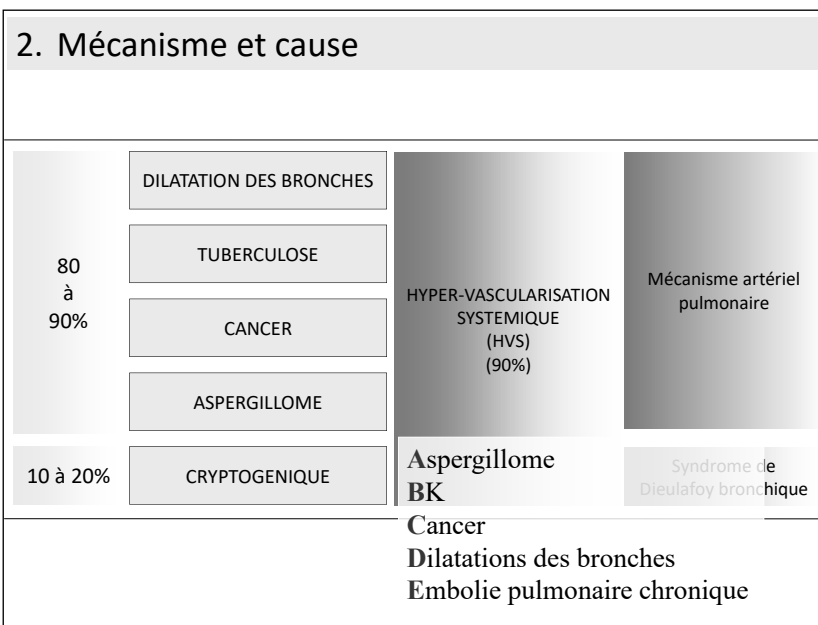 2. Mécanisme et cause
80
à
90%
DILATATION DES BRONCHES
TUBERCULOSE
CANCER
ASPERGILLOME
HYPER-VASCULARISATION
SYSTEMIQUE
(HVS)
(90%)
Mécanisme artériel
pulmonaire
10 à 20%
CRYPTOGENIQUE
Syndrome de
Dieulafoy bronchique
Aspergillome
BK
Cancer
Dilatations des bronches
Embolie pulmonaire chronique